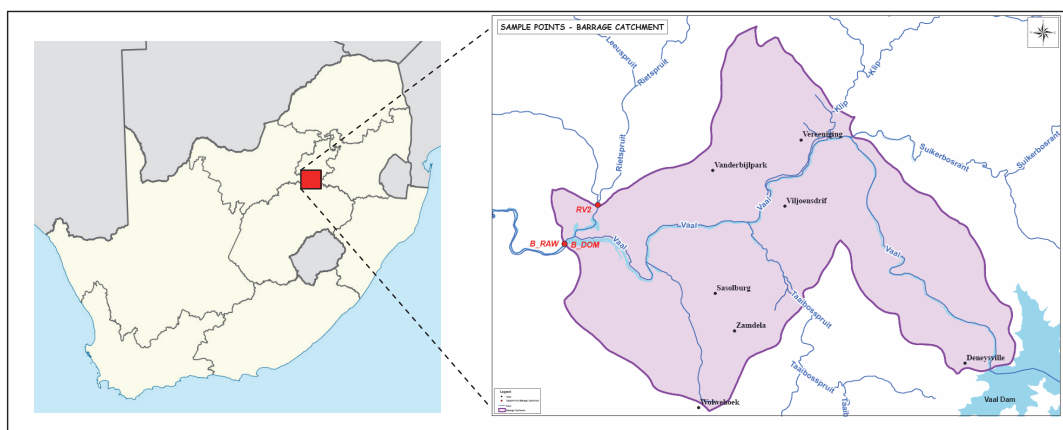 SAMPLE POINTS - BARRAGE CATCHMENT
Leeuspruit
Rietspruit
Klip
Klip
Rietspruit
Vereeniging
Suikerbosrant
Suikerbosrant
Vanderbijlpark
RV2
Viljoensdrif
Vaal
Vaal
B_RAW
B_DOM
Vaal
Vaal
Sasolburg
Taaibosspruit
Zamdela
Deneysville
Taaibosspruit
Wolwehoek
Vaal Dam
Legend